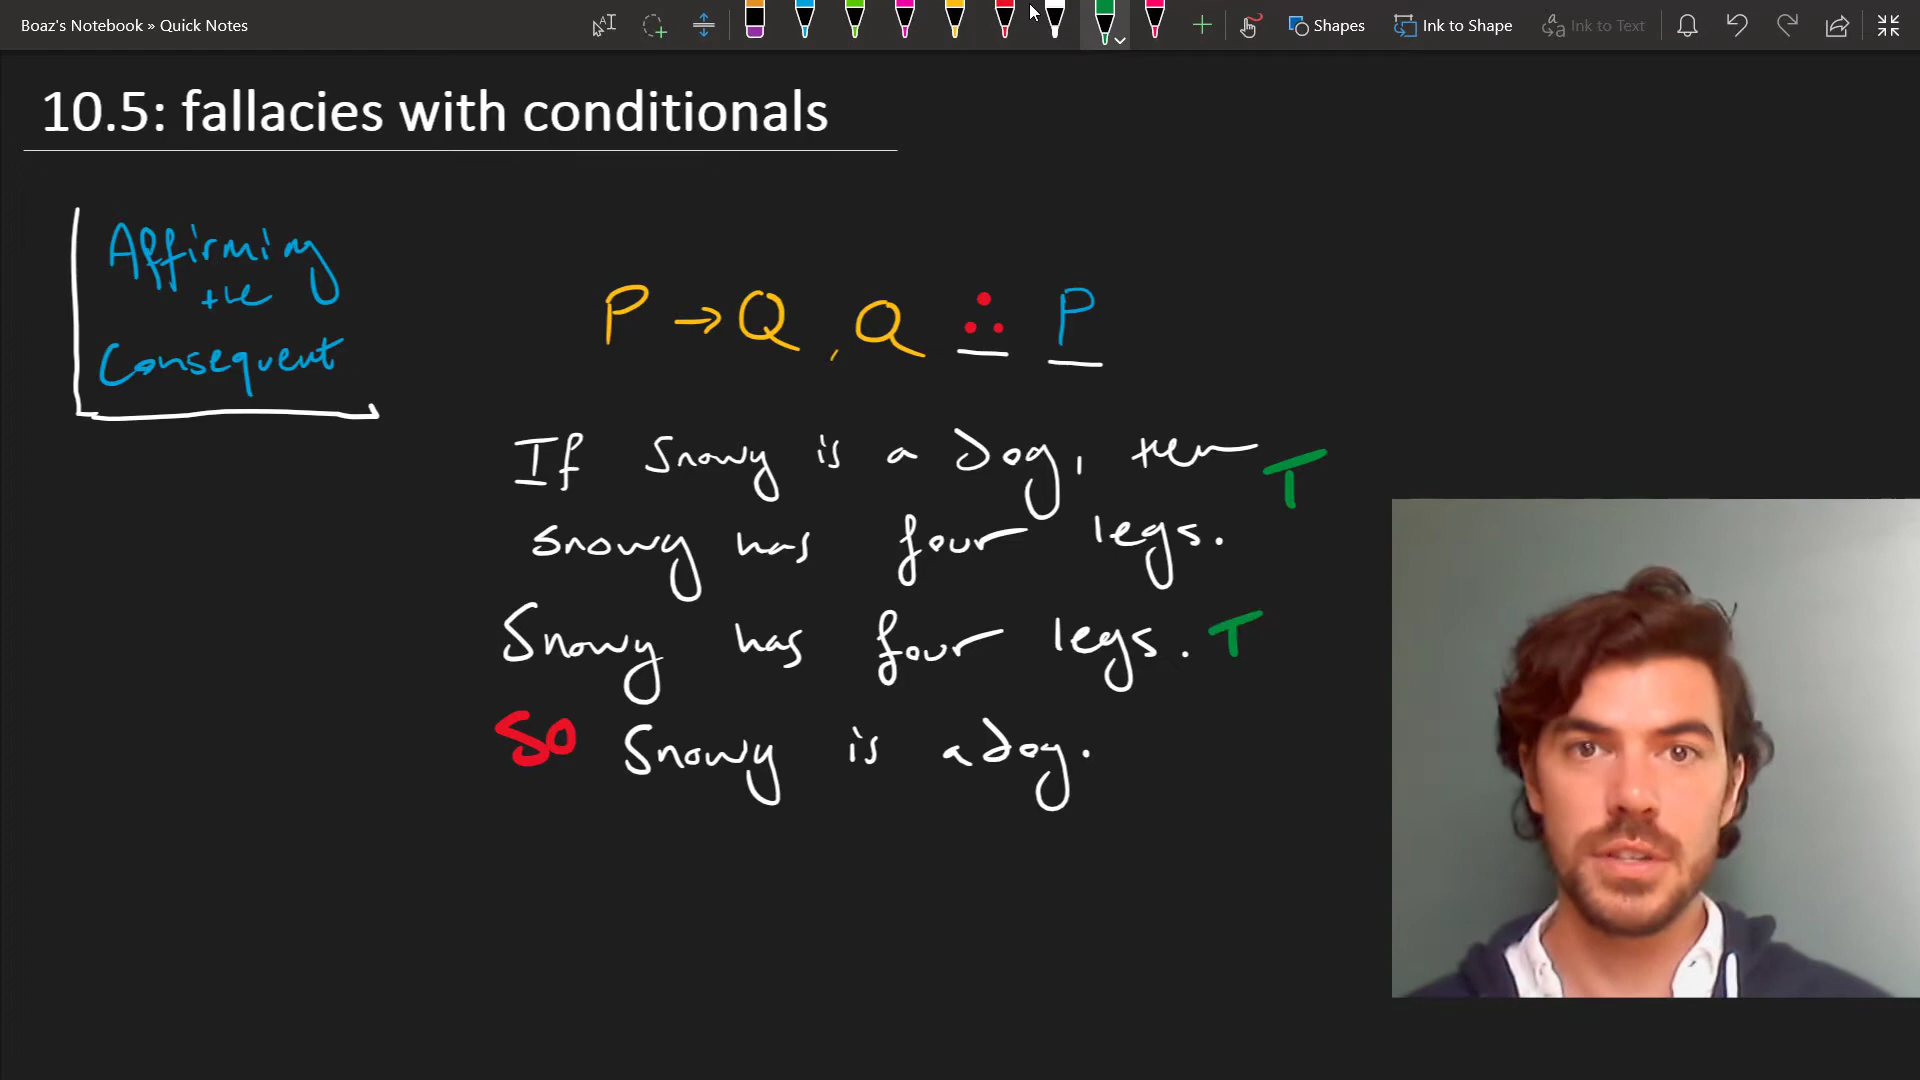 Boaz's Notebook » Quick Notes
Shapes
Ink to Shape
Ink to Text
10.5: fallacies with conditionals
Affirming
the
Consequent
P → Q, Q ∴ P
If Snowy is a dog, then T
Snowy has four legs.
Snowy has four legs. T
So Snowy is a dog.